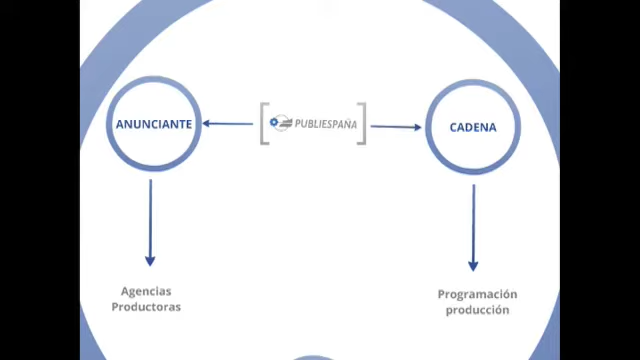 ANUNCIANTE
PUBLIESPAÑA
CADENA
Agencias
Productoras
Programación
producción